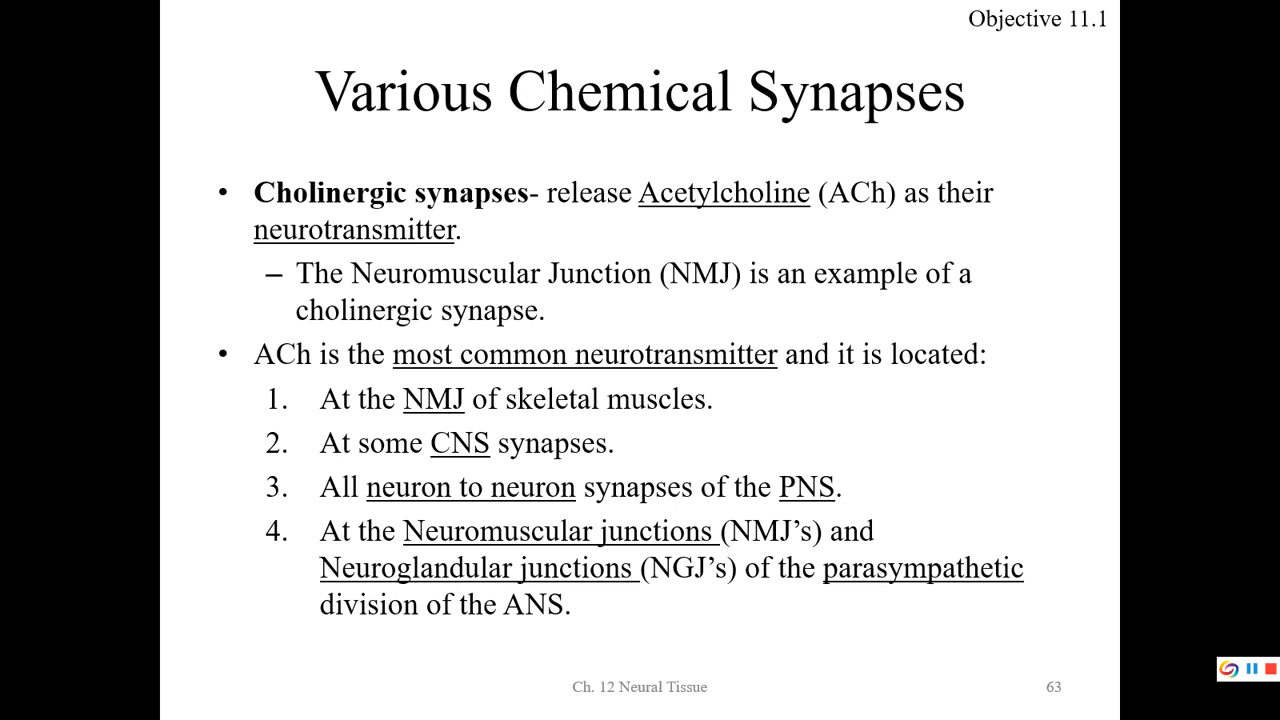 Objective 11.1
Various Chemical Synapses
• Cholinergic synapses- release Acetylcholine (ACh) as their
neurotransmitter.
– The Neuromuscular Junction (NMJ) is an example of a
cholinergic synapse.
• ACh is the most common neurotransmitter and it is located:
1. At the NMJ of skeletal muscles.
2. At some CNS synapses.
3. All neuron to neuron synapses of the PNS.
4. At the Neuromuscular junctions (NMJ’s) and
Neuroglandular junctions (NGJ’s) of the parasympathetic
division of the ANS.
Ch. 12 Neural Tissue
63